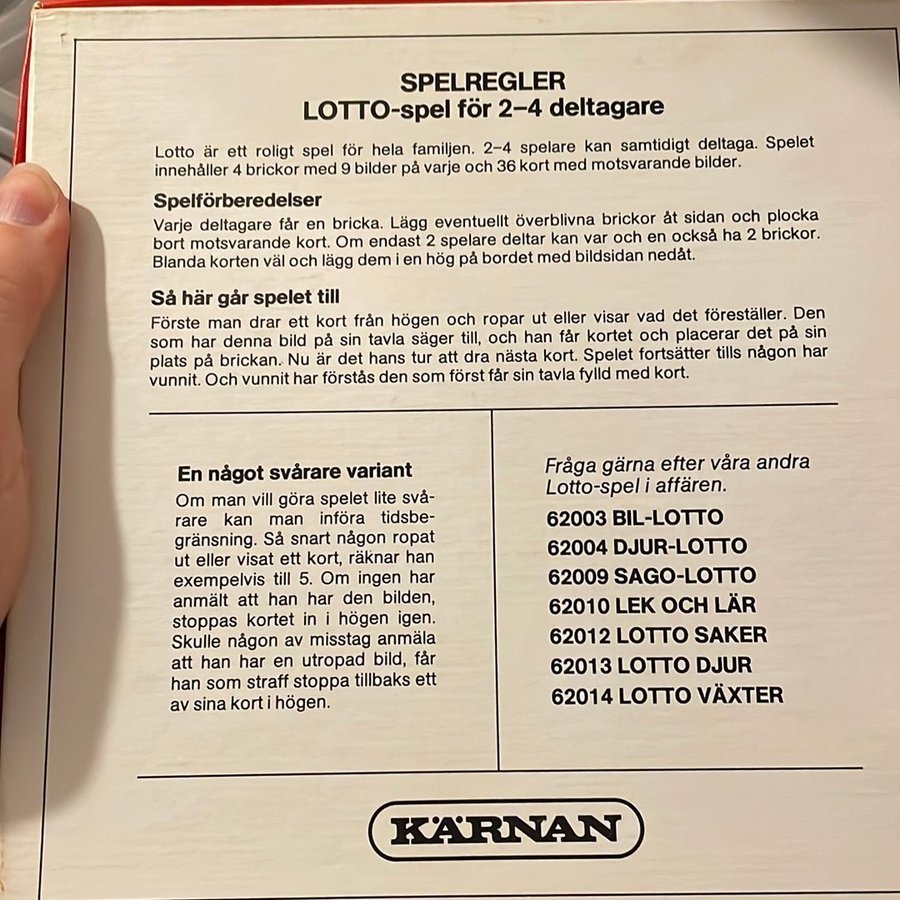 SPELREGLER
LOTTO-spel för 2–4 deltagare
Lotto är ett roligt spel för hela familjen. 2–4 spelare kan samtidigt deltaga. Spelet
innehåller 4 brickor med 9 bilder på varje och 36 kort med motsvarande bilder.
Spelförberedelser
Varje deltagare får en bricka. Lägg eventuellt överblivna brickor åt sidan och plocka
bort motsvarande kort. Om endast 2 spelare deltar kan var och en också ha 2 brickor.
Blanda korten väl och lägg dem i en hög på bordet med bildsidan nedåt.
Så här går spelet till
Förste man drar ett kort från högen och ropar ut eller visar vad det föreställer. Den
som har denna bild på sin tavla säger till, och han får kortet och placerar det på sin
plats på brickan. Nu är det hans tur att dra nästa kort. Spelet fortsätter tills någon har
vunnit. Och vunnit har förstås den som först får sin tavla fylld med kort.
En något svårare variant
Om man vill göra spelet lite svå-
rare kan man införa tidsbe-
gränsning. Så snart någon ropat
ut eller visat ett kort, räknar han
exempelvis till 5. Om ingen har
anmält att han har den bilden,
stoppas kortet in i högen igen.
Skulle någon av misstag anmäla
att han har en utropad bild, får
han som straff stoppa tillbaks ett
av sina kort i högen.
Fråga gärna efter våra andra
Lotto-spel i affären.
62003 BIL-LOTTO
62004 DJUR-LOTTO
62009 SAGO-LOTTO
62010 LEK OCH LÄR
62012 LOTTO SAKER
62013 LOTTO DJUR
62014 LOTTO VÄXTER
KÄRNAN